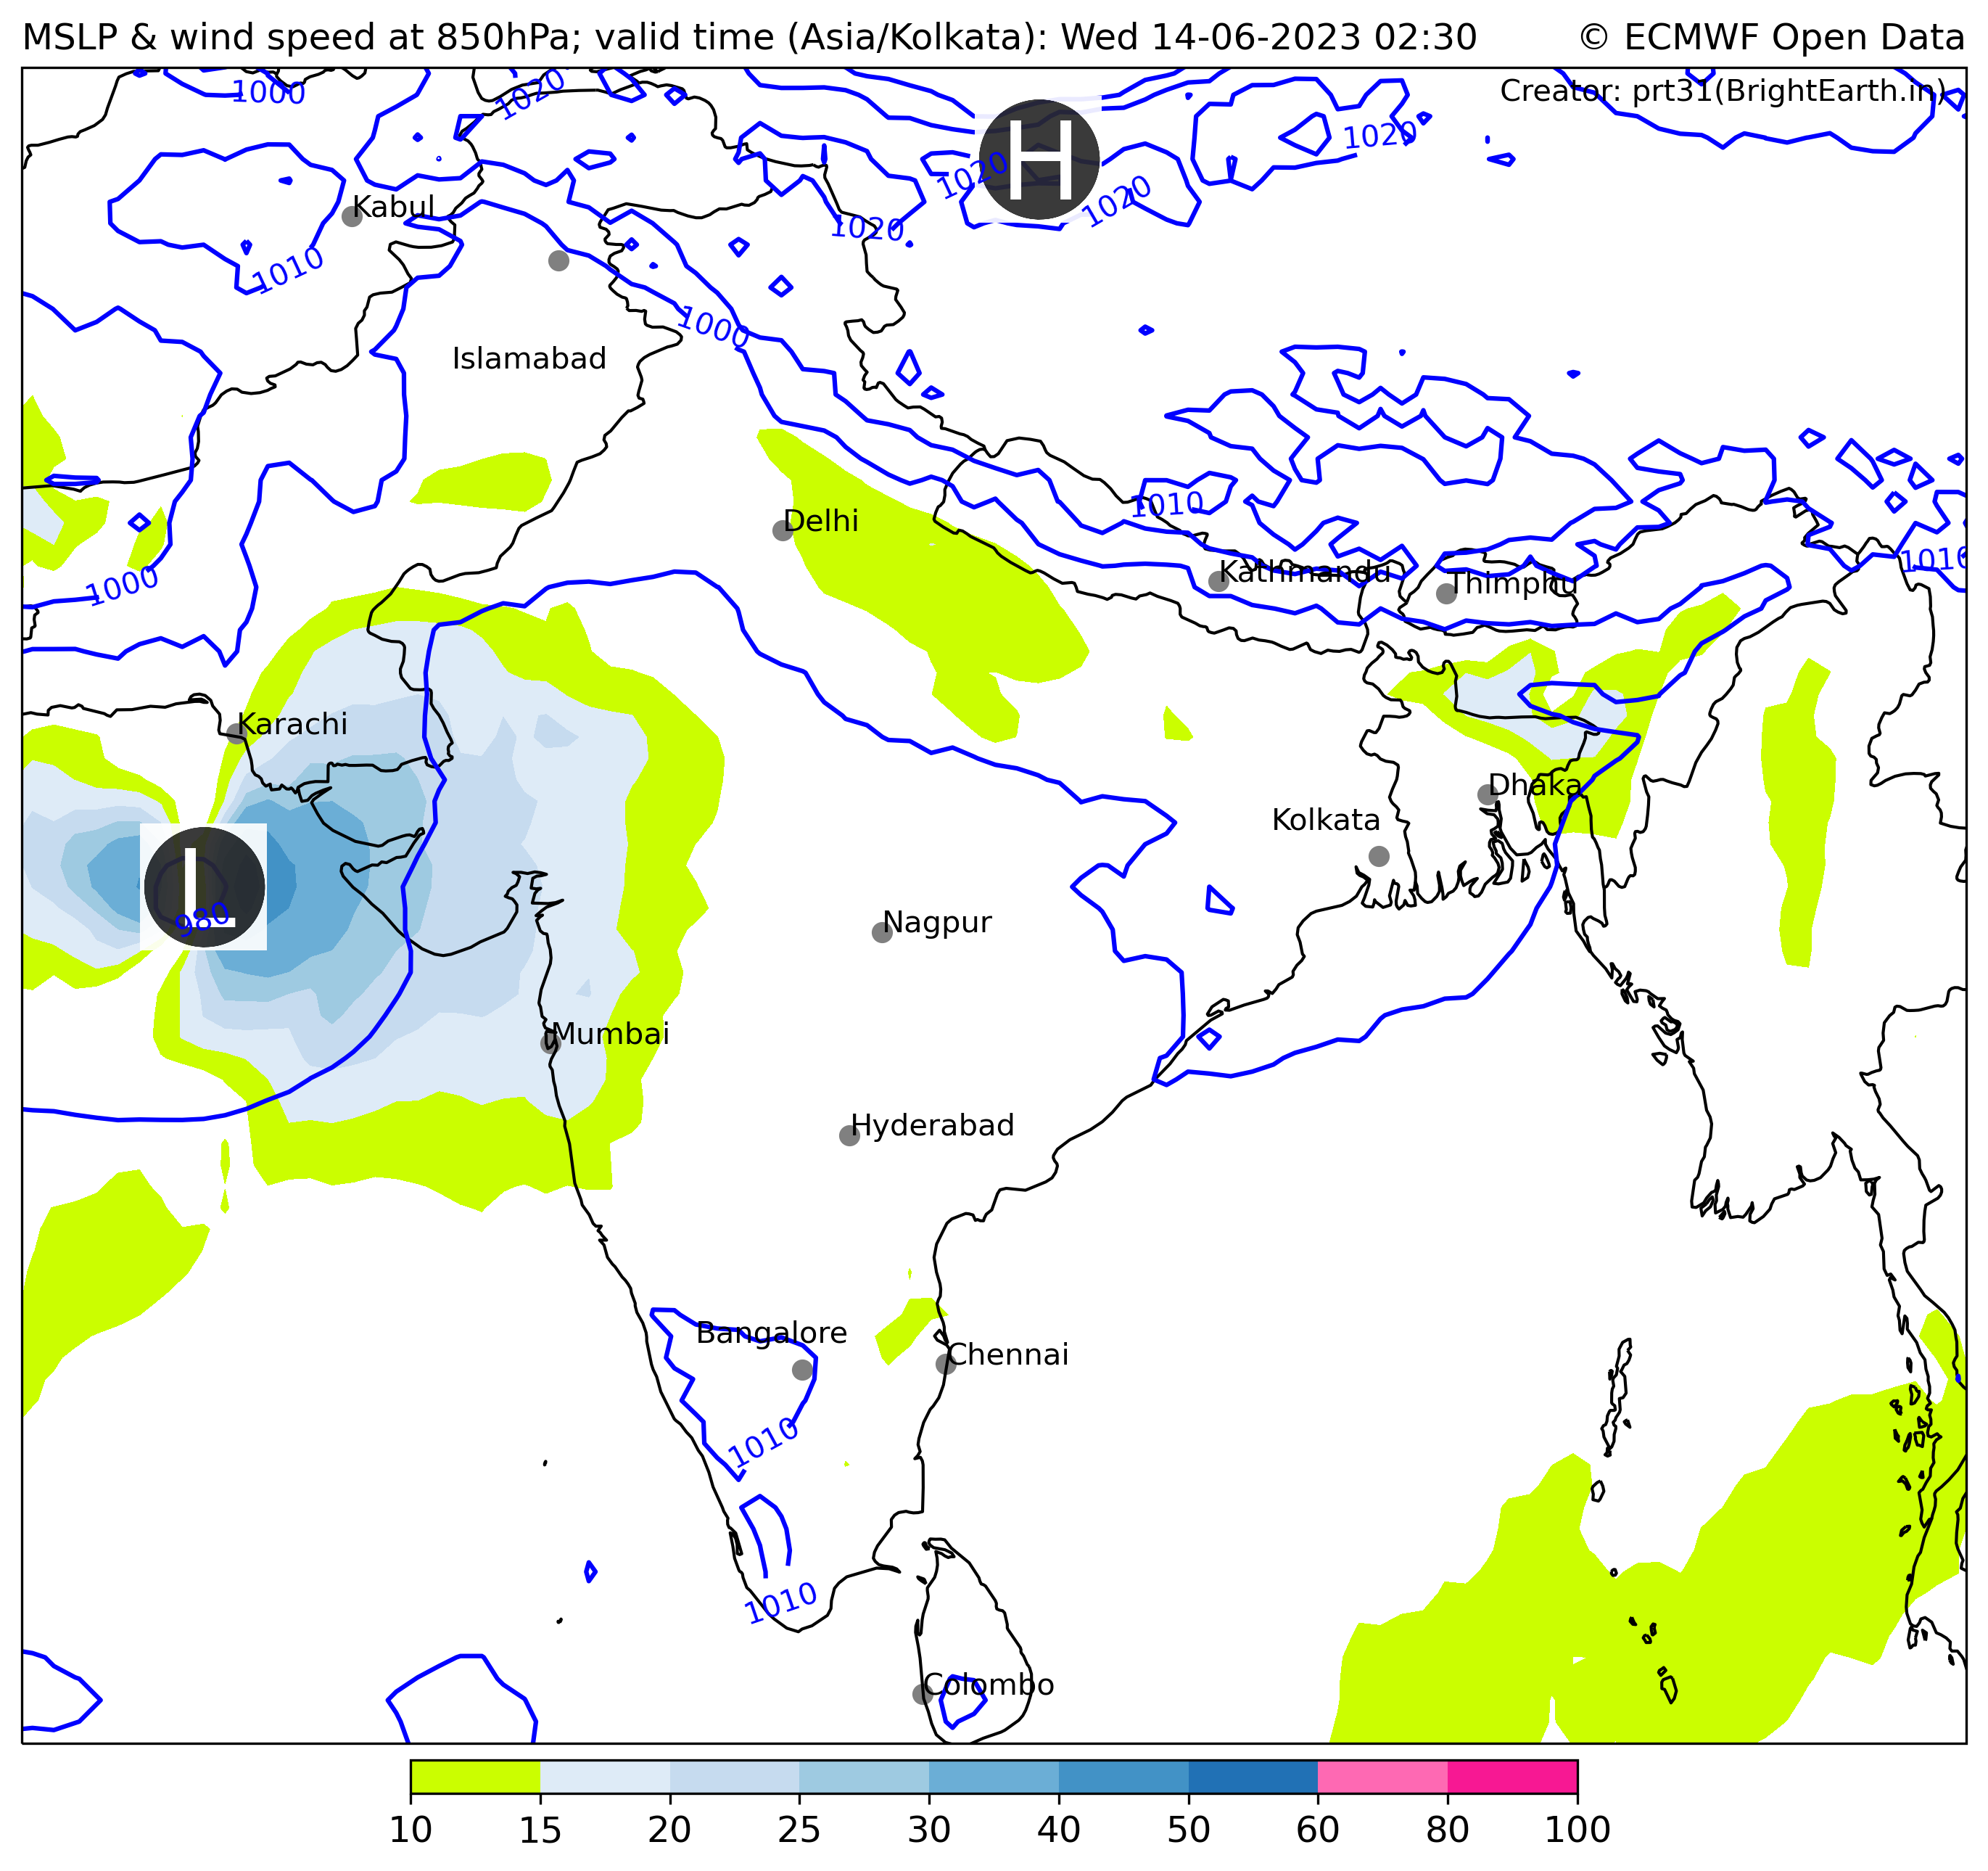 MSLP & wind speed at 850hPa; valid time (Asia/Kolkata): Wed 14-06-2023 02:30
© ECMWF Open Data
Creator: prt31(BrightEarth.in)
1000
1020
H
1020
1020
1020
1020
Kabul
1010
1000
Islamabad
1010
Delhi
1010
1000
Kathmandu
Thimphu
Karachi
Dhaka
Kolkata
L
980
Nagpur
Mumbai
Hyderabad
Bangalore
Chennai
1010
1010
Colombo
10 15 20 25 30 40 50 60 80 100